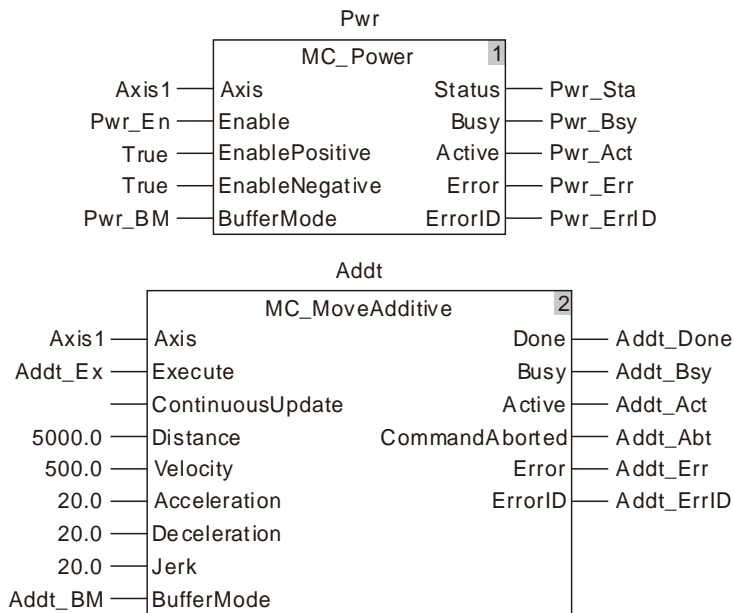 Pwr
MC_Power 1
Axis1 Axis Status Pwr_Sta
Pwr_En Enable Busy Pwr_Bsy
True EnablePositive Active Pwr_Act
True EnableNegative Error Pwr_Err
Pwr_BM BufferMode ErrorID Pwr_ErrID
Addt
MC_MoveAdditive 2
Axis1 Axis Done Addt_Done
Addt_Ex Execute Busy Addt_Bsy
ContinuousUpdate Active Addt_Act
5000.0 Distance CommandAborted Addt_Abt
500.0 Velocity Error Addt_Err
20.0 Acceleration ErrorID Addt_ErrID
20.0 Deceleration
20.0 Jerk
Addt_BM BufferMode